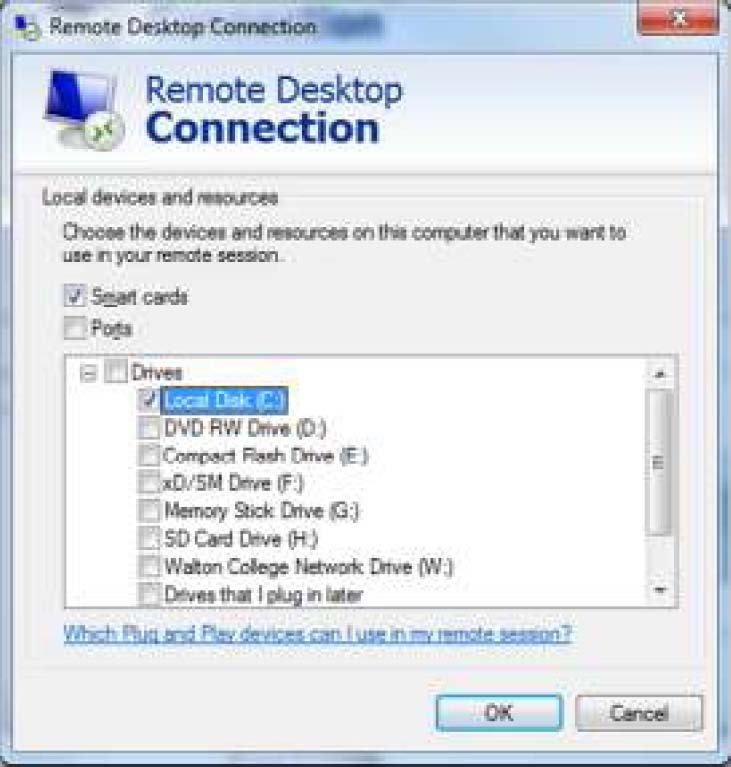 Remote Desktop Connection
Remote Desktop
Connection
Local devices and resources
Choose the devices and resources on this computer that you want to
use in your remote session.
Smart cards
Ports
Drives
Local Disk (C:)
DVD RW Drive (D:)
Compact Flash Drive (E:)
xD/SM Drive (F:)
Memory Stick Drive (G:)
SD Card Drive (H:)
Walton College Network Drive (W:)
Drives that I plug in later
Which Plug and Play devices can I use in my remote session?
OK
Cancel